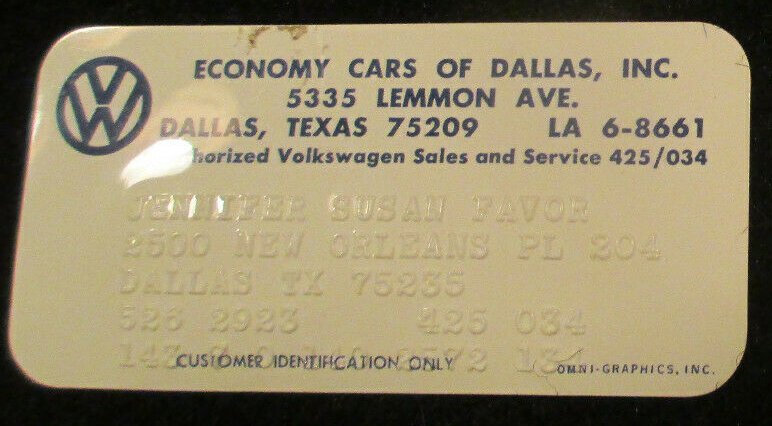 VW
ECONOMY CARS OF DALLAS, INC.
5335 LEMMON AVE.
DALLAS, TEXAS 75209 LA 6-8661
horized Volkswagen Sales and Service 425/034
JENNIFER SUSAN FAVOR
2500 NEW ORLEANS PL 204
DALLAS TX 75235
526 2923 425 034
CUSTOMER IDENTIFICATION ONLY
OMNI-GRAPHICS, INC.